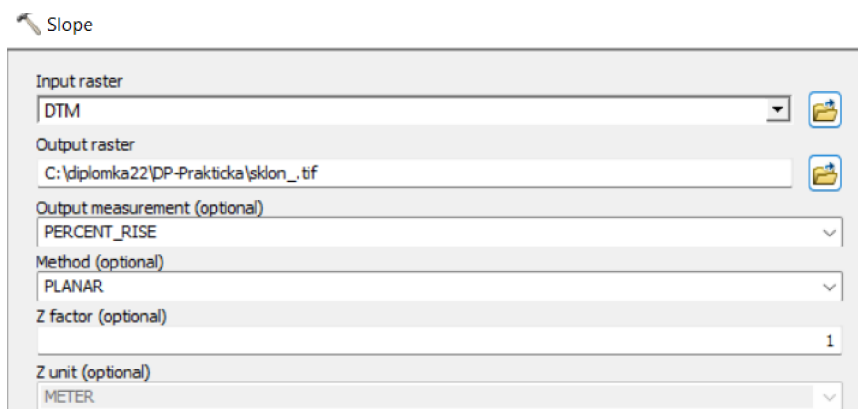 Slope
Input raster
DTM
Output raster
C:\diplomka22\DP-Prakticka\sklon_.tif
Output measurement (optional)
PERCENT_RISE
Method (optional)
PLANAR
Z factor (optional)
1
Z unit (optional)
METER